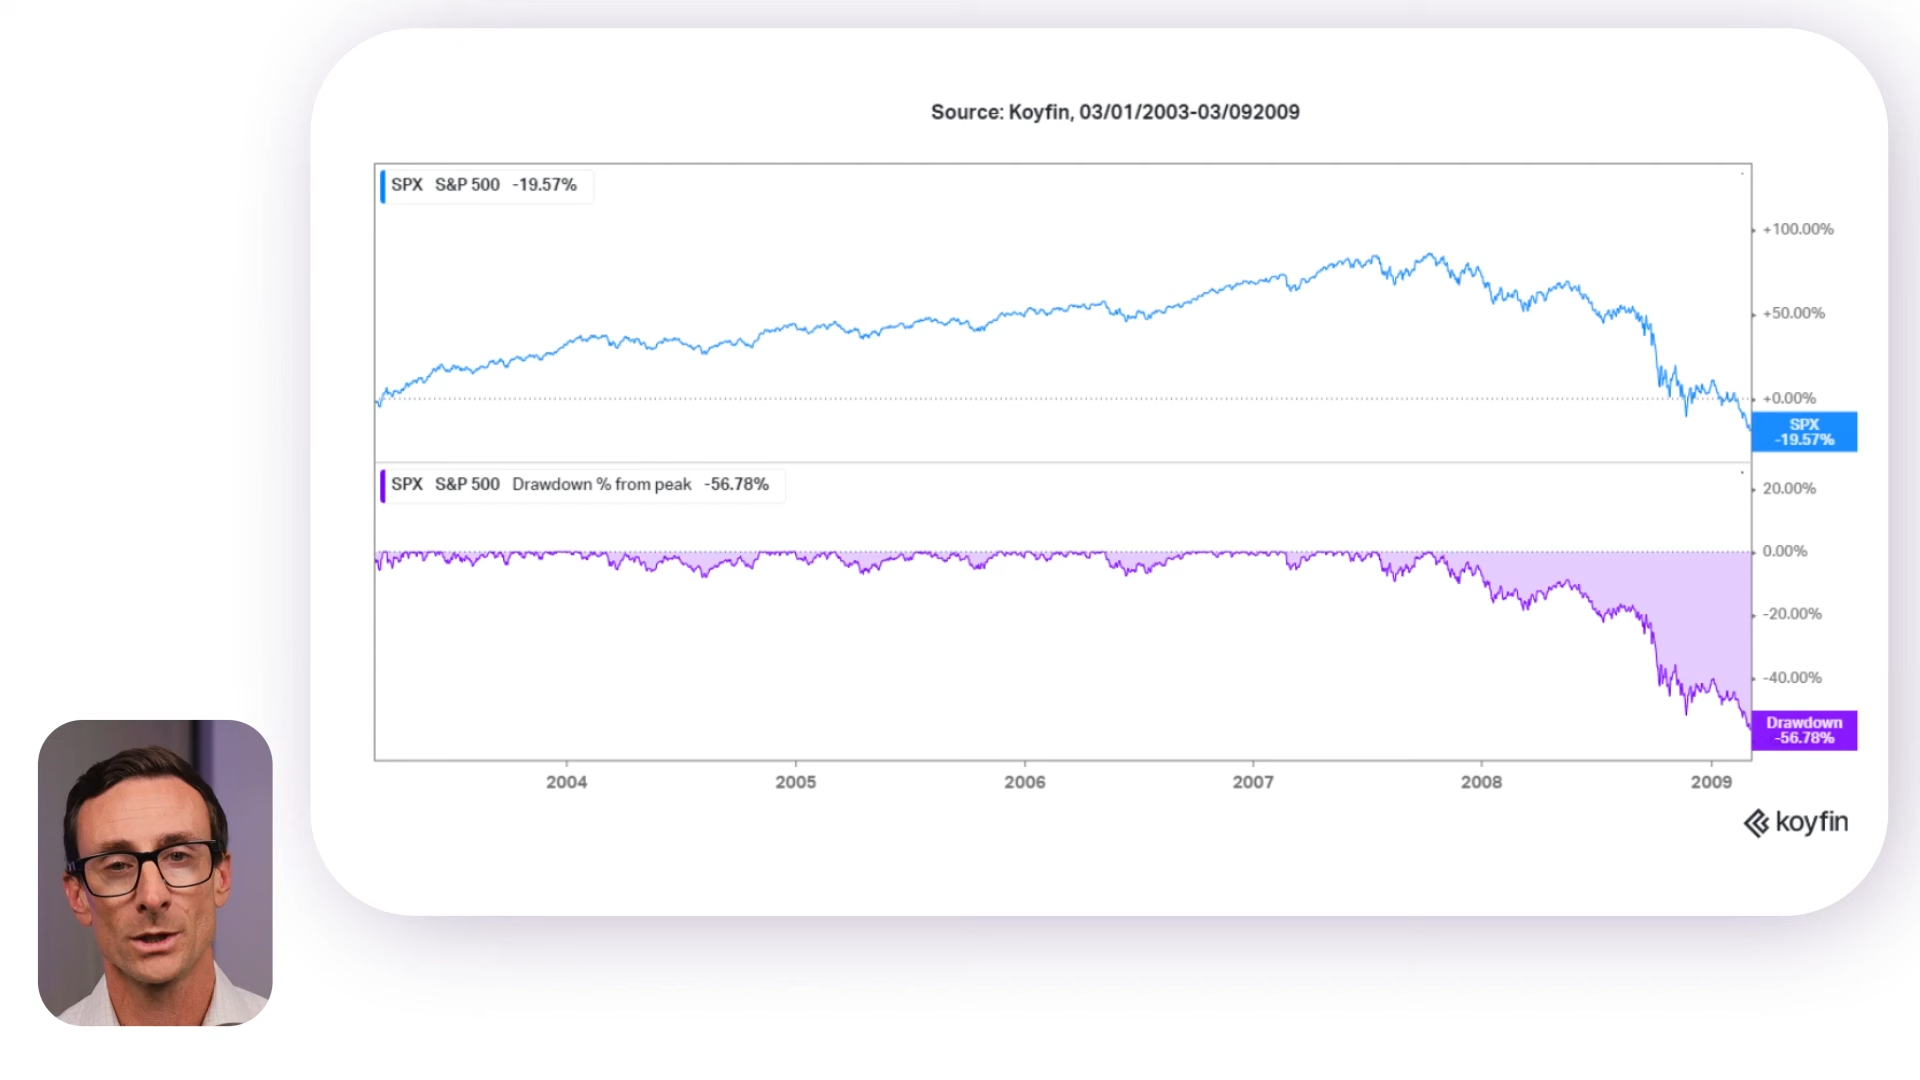 Source: Koyfin, 03/01/2003-03/092009
SPX S&P 500 -19.57%
+100.00%
+50.00%
+0.00%
SPX
-19.57%
SPX S&P 500 Drawdown % from peak -56.78%
20.00%
0.00%
-20.00%
-40.00%
Drawdown
-56.78%
2004 2005 2006 2007 2008 2009
koyfin